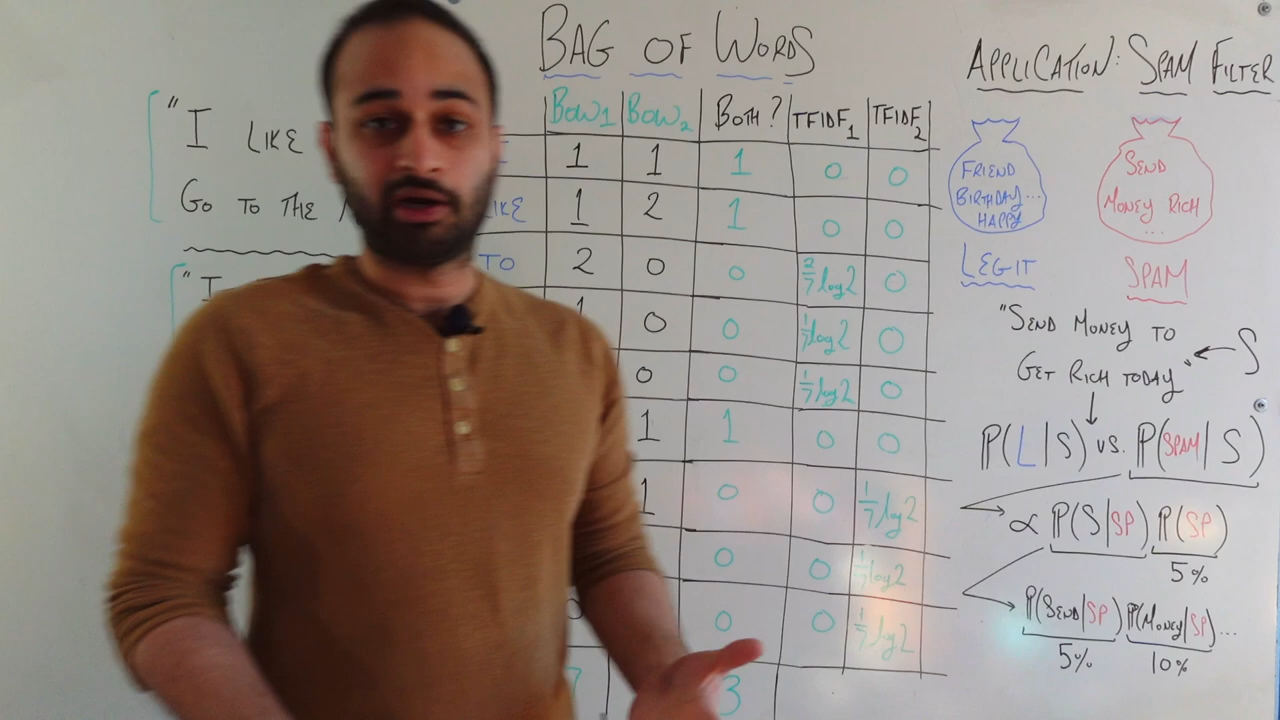 BAG OF WORDS
APPLICATION: SPAM FILTER
"I LIKE
GO TO THE
"I
BOW1 BOW2 BOTH? TFIDF1 TFIDF2
1 1 1 0 0
LIKE 1 2 1 0 0
TO 2 0 0 2/7 log2 0
1 0 0 1/7 log2 0
0 0 1/7 log2 0
1 1 0 0
1 0 0 1/7 log2
0 0 1/7 log2
0 0 0 1/7 log2
7 3
FRIEND
BIRTHDAY...
HAPPY
LEGIT
SEND
MONEY RICH
...
SPAM
"SEND MONEY TO
GET RICH TODAY" ← S
P(L|S) vs. P(SPAM|S)
∝ P(S|SP) P(SP)
5%
P(SEND|SP) P(MONEY|SP)...
5% 10%